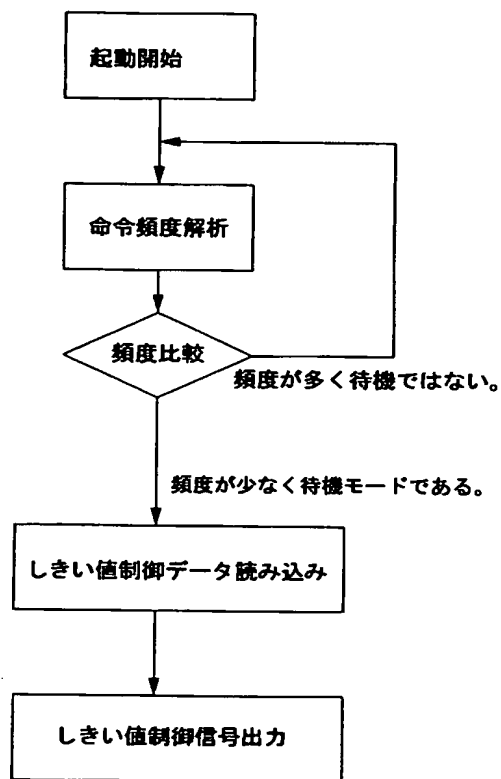 起動開始
命令頻度解析
頻度比較
頻度が多く待機ではない。
頻度が少なく待機モードである。
しきい値制御データ読み込み
しきい値制御信号出力